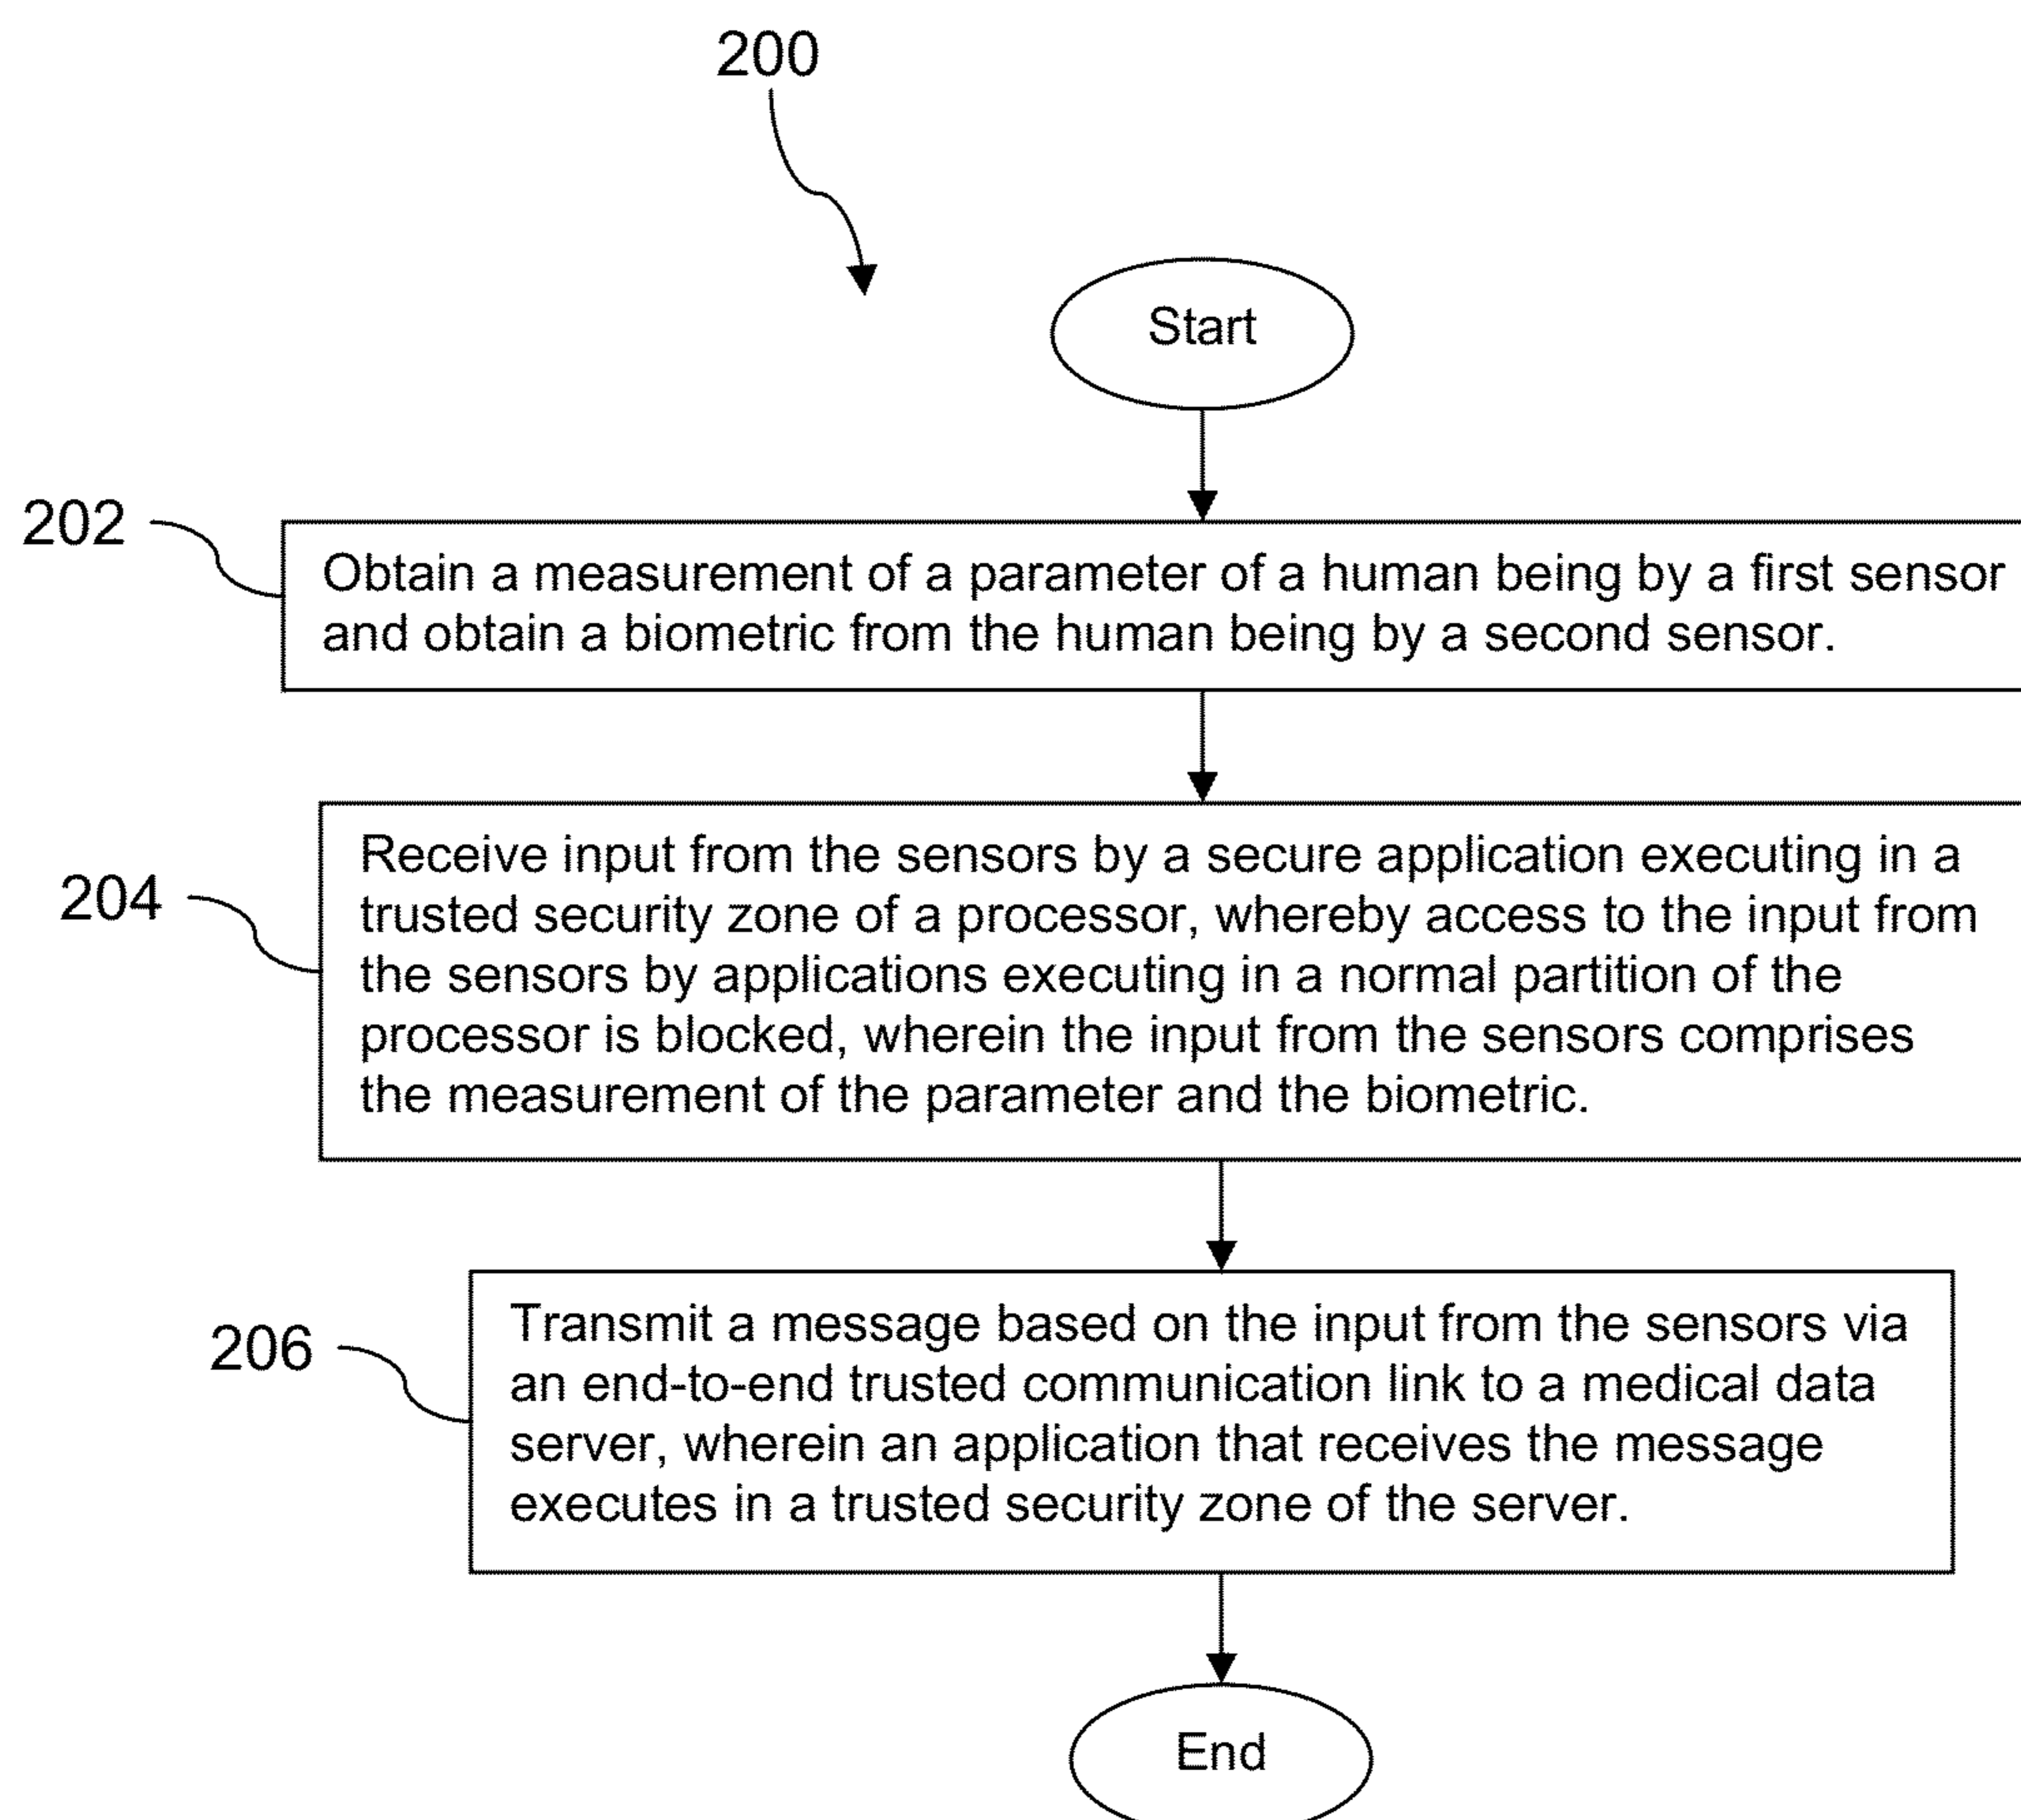 200
Start
202
Obtain a measurement of a parameter of a human being by a first sensor
and obtain a biometric from the human being by a second sensor.
204
Receive input from the sensors by a secure application executing in a
trusted security zone of a processor, whereby access to the input from
the sensors by applications executing in a normal partition of the
processor is blocked, wherein the input from the sensors comprises
the measurement of the parameter and the biometric.
206
Transmit a message based on the input from the sensors via
an end-to-end trusted communication link to a medical data
server, wherein an application that receives the message
executes in a trusted security zone of the server.
End